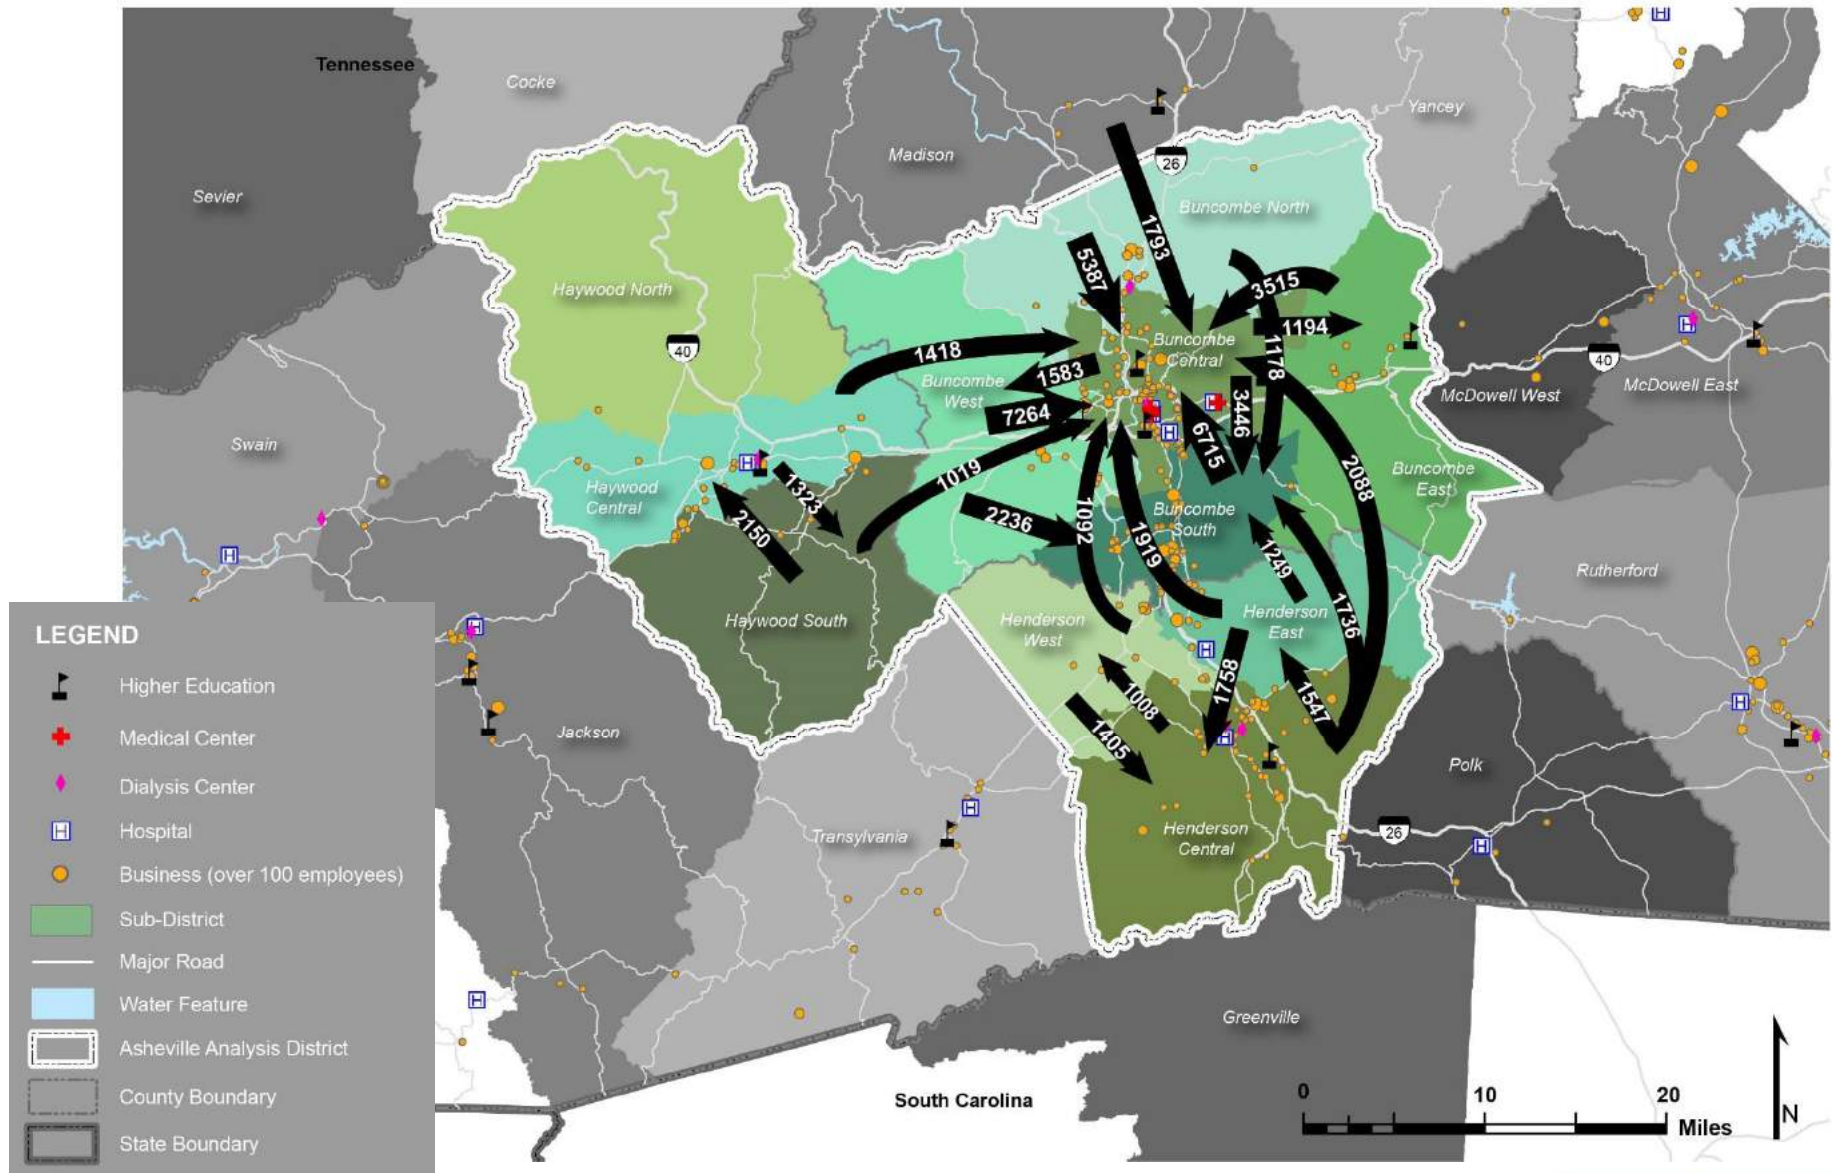 Tennessee
Cocke
Madison
Yancey
Sevier
26
Buncombe North
1793
5387
3515
Haywood North
1194
40
1418
Buncombe
Central
1178
40
1583
Buncombe
West
McDowell West
McDowell East
7264
3446
6715
Swain
1019
2088
Buncombe
East
Haywood
Central
1323
2150
2236
1092
1919
Buncombe
South
1249
Rutherford
Haywood South
Henderson
West
Henderson
East
1736
1758
1008
1405
1547
Jackson
Polk
Transylvania
Henderson
Central
26
Greenville
South Carolina
LEGEND
Higher Education
Medical Center
Dialysis Center
H Hospital
Business (over 100 employees)
Sub-District
Major Road
Water Feature
Asheville Analysis District
County Boundary
State Boundary
0 10 20
Miles
N